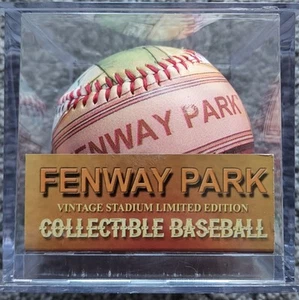 FENWAY PARK
FENWAY PARK
VINTAGE STADIUM LIMITED EDITION
COLLECTIBLE BASEBALL